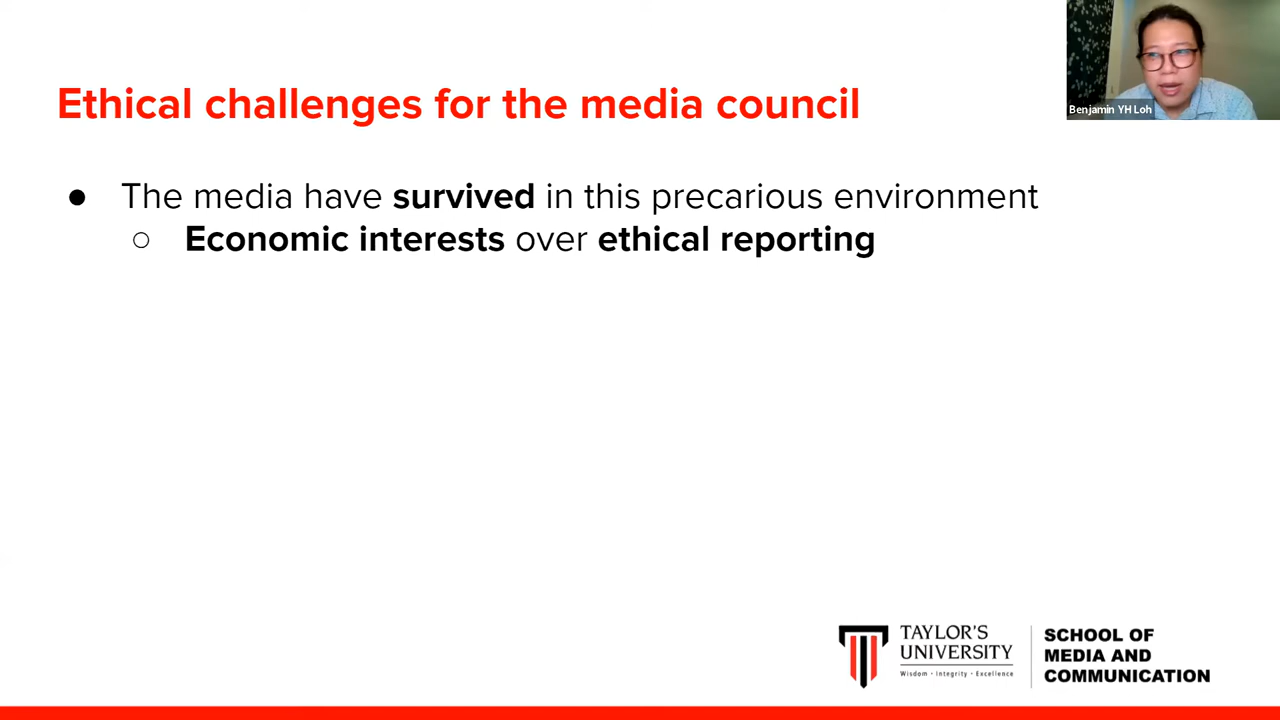 Benjamin YH Loh
Ethical challenges for the media council
● The media have survived in this precarious environment
○ Economic interests over ethical reporting
TAYLOR'S
UNIVERSITY
Wisdom · Integrity · Excellence
SCHOOL OF
MEDIA AND
COMMUNICATION